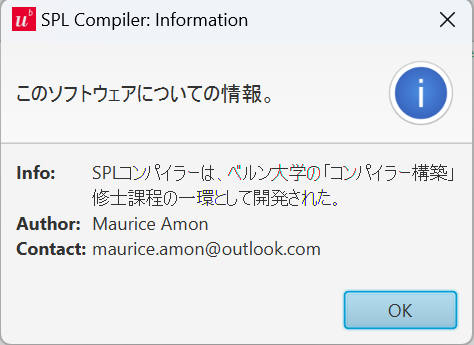 u b SPL Compiler: Information
このソフトウェアについての情報。
Info: SPLコンパイラーは、ベルン大学の「コンパイラー構築」
修士課程の一環として開発された。
Author: Maurice Amon
Contact: maurice.amon@outlook.com
OK